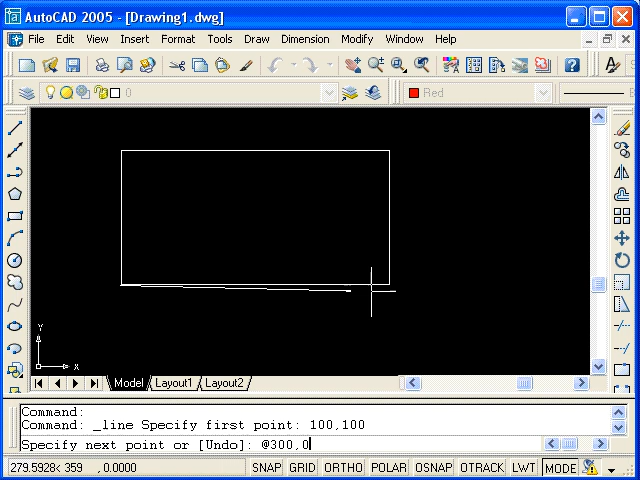 AutoCAD 2005 - [Drawing1.dwg]
File Edit View Insert Format Tools Draw Dimension Modify Window Help
0 Red
Y
X
Model Layout1 Layout2
Command:
Command: _line Specify first point: 100,100
Specify next point or [Undo]: @300,0
279.5928< 359 , 0.0000 SNAP GRID ORTHO POLAR OSNAP OTRACK LWT MODEL